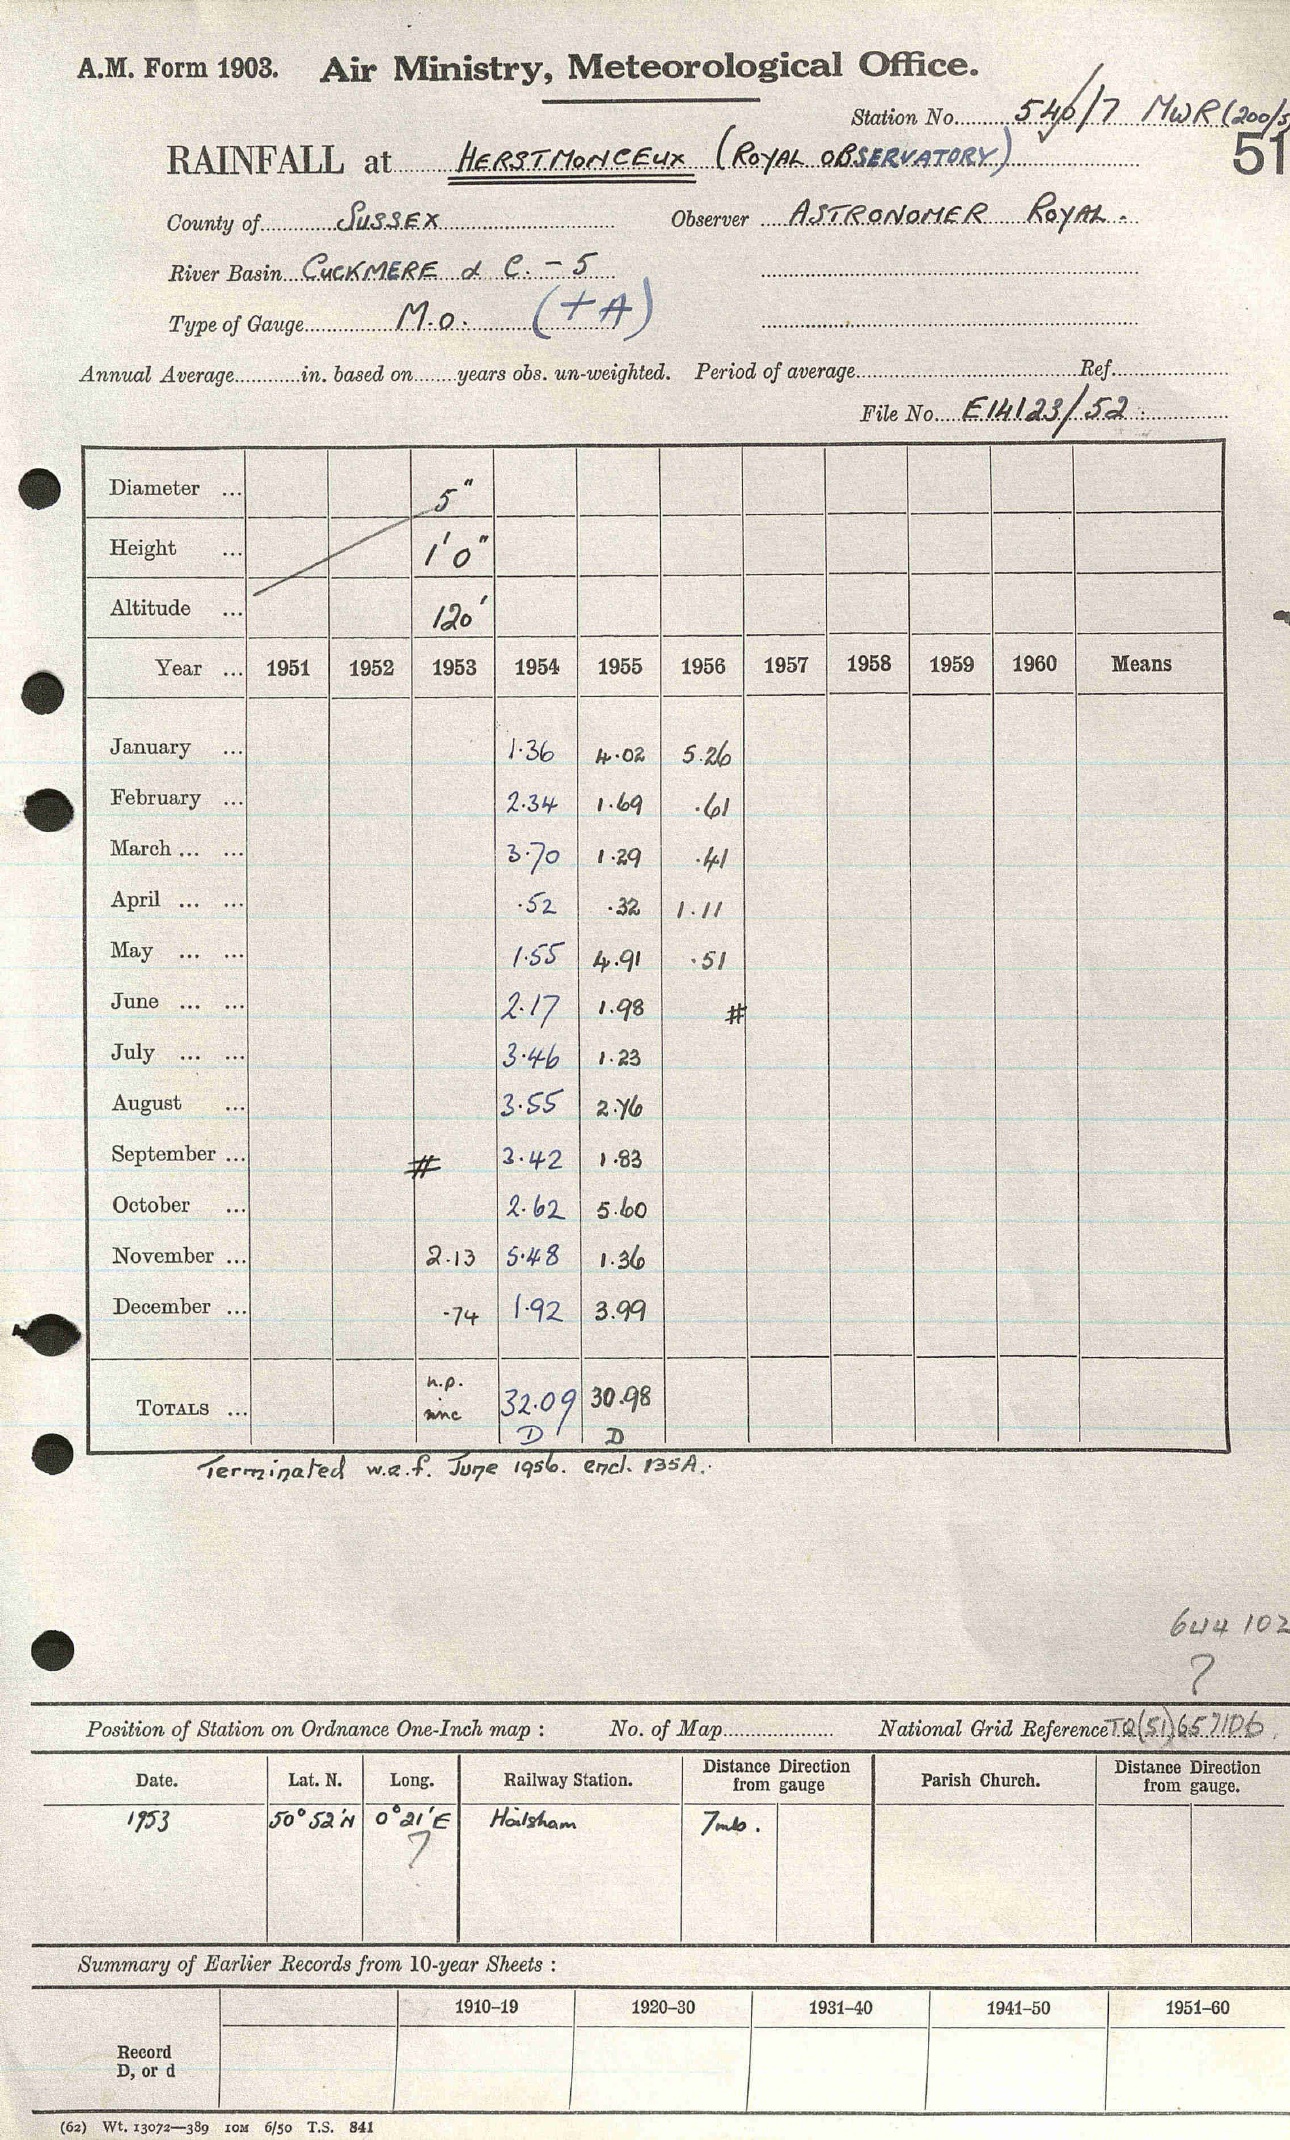 A.M. Form 1903. Air Ministry, Meteorological Office.
Station No. 540/7 MWR (200/5
51
RAINFALL at HERSTMONCEUX (ROYAL OBSERVATORY)
County of SUSSEX Observer ASTRONOMER ROYAL.
River Basin CUCKMERE & C. - 5
Type of Gauge M.O. (+A)
Annual Average in. based on years obs. un-weighted. Period of average Ref.
File No. E14123/52
Diameter ... 5"
Height ... 1'0"
Altitude ... 120'
Year ... 1951 1952 1953 1954 1955 1956 1957 1958 1959 1960 Means
January ... 1.36 4.02 5.26
February ... 2.34 1.69 .61
March ... ... 3.70 1.29 .41
April ... ... .52 .32 1.11
May ... ... 1.55 4.91 .51
June ... ... 2.17 1.98 #
July ... ... 3.46 1.23
August ... 3.55 2.76
September ... # 3.42 1.83
October ... 2.62 5.60
November ... 2.13 5.48 1.36
December ... .74 1.92 3.99
TOTALS ... n.p. 32.09 30.98
D D
Terminated w.e.f. June 1956. encl. 135A.
644 102
?
Position of Station on Ordnance One-Inch map : No. of Map National Grid Reference TQ(51)657106
Date. Lat. N. Long. Railway Station. Distance from gauge Direction Parish Church. Distance from gauge. Direction
1953 50° 52'N 0° 21'E Hailsham 7mls.
?
Summary of Earlier Records from 10-year Sheets :
1910–19 1920–30 1931–40 1941–50 1951–60
Record
D, or d
(62) Wt. 13072—389 10M 6/50 T.S. 841